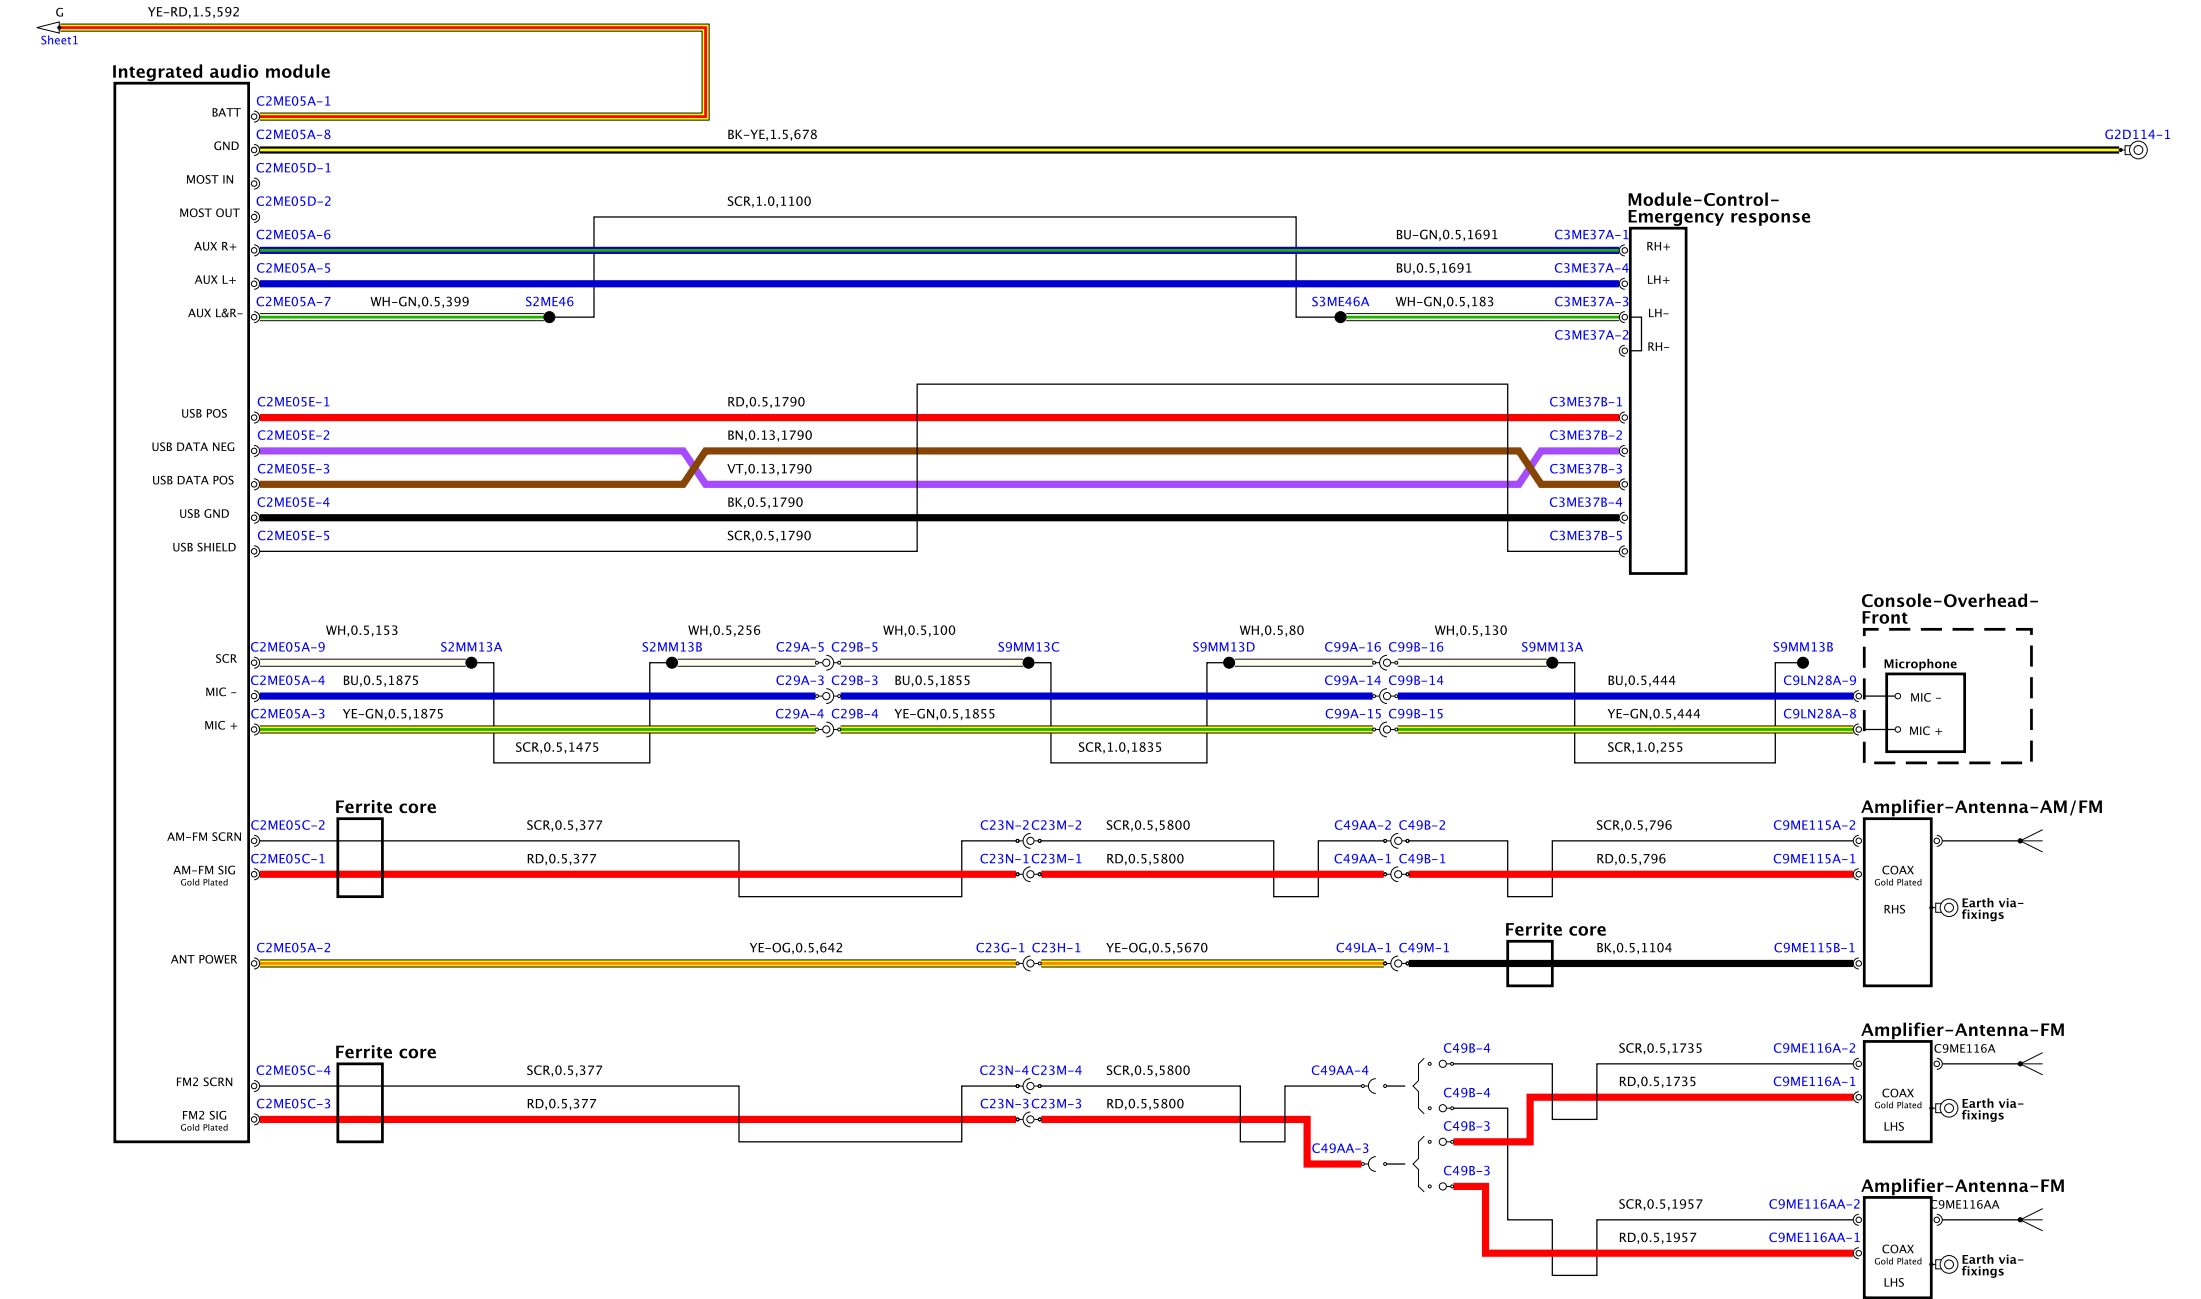 G
YE-RD,1.5,592
Sheet1
Integrated audio module
BATT
C2ME05A-1
GND
C2ME05A-8
BK-YE,1.5,678
G2D114-1
MOST IN
C2ME05D-1
MOST OUT
C2ME05D-2
SCR,1.0,1100
Module-Control-
Emergency response
AUX R+
C2ME05A-6
BU-GN,0.5,1691
C3ME37A-1
RH+
AUX L+
C2ME05A-5
BU,0.5,1691
C3ME37A-4
LH+
AUX L&R-
C2ME05A-7
WH-GN,0.5,399
S2ME46
S3ME46A
WH-GN,0.5,183
C3ME37A-3
LH-
C3ME37A-2
RH-
USB POS
C2ME05E-1
RD,0.5,1790
C3ME37B-1
USB DATA NEG
C2ME05E-2
BN,0.13,1790
C3ME37B-2
USB DATA POS
C2ME05E-3
VT,0.13,1790
C3ME37B-3
USB GND
C2ME05E-4
BK,0.5,1790
C3ME37B-4
USB SHIELD
C2ME05E-5
SCR,0.5,1790
C3ME37B-5
Console-Overhead-
Front
WH,0.5,153
WH,0.5,256
WH,0.5,100
WH,0.5,80
WH,0.5,130
SCR
C2ME05A-9
S2MM13A
S2MM13B
C29A-5
C29B-5
S9MM13C
S9MM13D
C99A-16
C99B-16
S9MM13A
S9MM13B
Microphone
MIC -
C2ME05A-4
BU,0.5,1875
C29A-3
C29B-3
BU,0.5,1855
C99A-14
C99B-14
BU,0.5,444
C9LN28A-9
MIC -
MIC +
C2ME05A-3
YE-GN,0.5,1875
C29A-4
C29B-4
YE-GN,0.5,1855
C99A-15
C99B-15
YE-GN,0.5,444
C9LN28A-8
MIC +
SCR,0.5,1475
SCR,1.0,1835
SCR,1.0,255
Ferrite core
Amplifier-Antenna-AM/FM
AM-FM SCRN
C2ME05C-2
SCR,0.5,377
C23N-2
C23M-2
SCR,0.5,5800
C49AA-2
C49B-2
SCR,0.5,796
C9ME115A-2
AM-FM SIG
Gold Plated
C2ME05C-1
RD,0.5,377
C23N-1
C23M-1
RD,0.5,5800
C49AA-1
C49B-1
RD,0.5,796
C9ME115A-1
COAX
Gold Plated
RHS
Earth via-
fixings
Ferrite core
ANT POWER
C2ME05A-2
YE-OG,0.5,642
C23G-1
C23H-1
YE-OG,0.5,5670
C49LA-1
C49M-1
BK,0.5,1104
C9ME115B-1
Amplifier-Antenna-FM
Ferrite core
C49B-4
SCR,0.5,1735
C9ME116A-2
C9ME116A
FM2 SCRN
C2ME05C-4
SCR,0.5,377
C23N-4
C23M-4
SCR,0.5,5800
C49AA-4
C49B-4
RD,0.5,1735
C9ME116A-1
COAX
Gold Plated
LHS
Earth via-
fixings
FM2 SIG
Gold Plated
C2ME05C-3
RD,0.5,377
C23N-3
C23M-3
RD,0.5,5800
C49AA-3
C49B-3
C49B-3
Amplifier-Antenna-FM
SCR,0.5,1957
C9ME116AA-2
C9ME116AA
RD,0.5,1957
C9ME116AA-1
COAX
Gold Plated
LHS
Earth via-
fixings